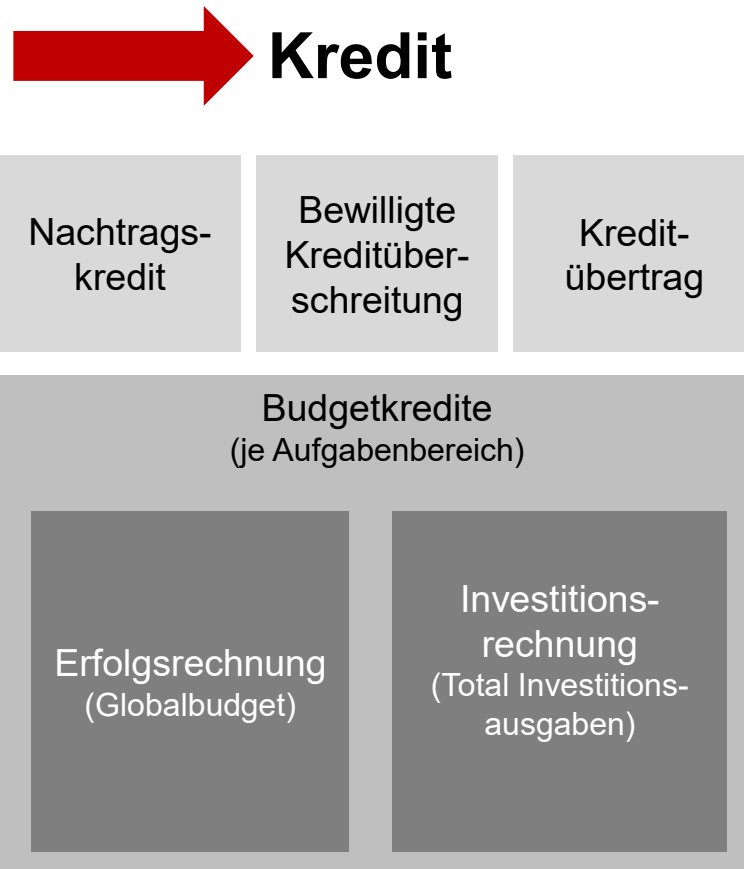 Kredit
Nachtrags-
kredit
Bewilligte
Kreditüber-
schreitung
Kredit-
übertrag
Budgetkredite
(je Aufgabenbereich)
Erfolgsrechnung
(Globalbudget)
Investitions-
rechnung
(Total Investitions-
ausgaben)